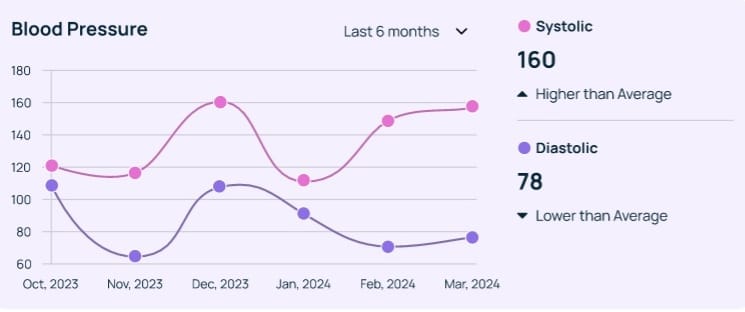 Blood Pressure
Last 6 months
180
160
140
120
100
80
60
Oct, 2023 Nov, 2023 Dec, 2023 Jan, 2024 Feb, 2024 Mar, 2024
Systolic
160
Higher than Average
Diastolic
78
Lower than Average